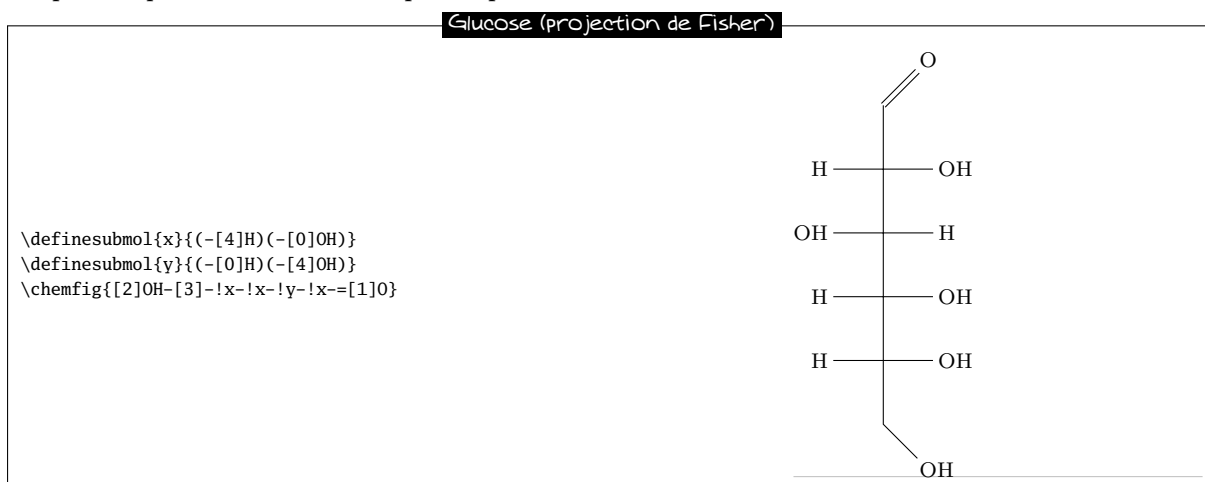 Glucose (projection de Fisher)
O
H OH
\definesubmol{x}{(-[4]H)(-[0]OH)}
OH H
\definesubmol{y}{(-[0]H)(-[4]OH)}
\chemfig{[2]OH-[3]-!x-!x-!y-!x-=[1]O}
H OH
H OH
OH